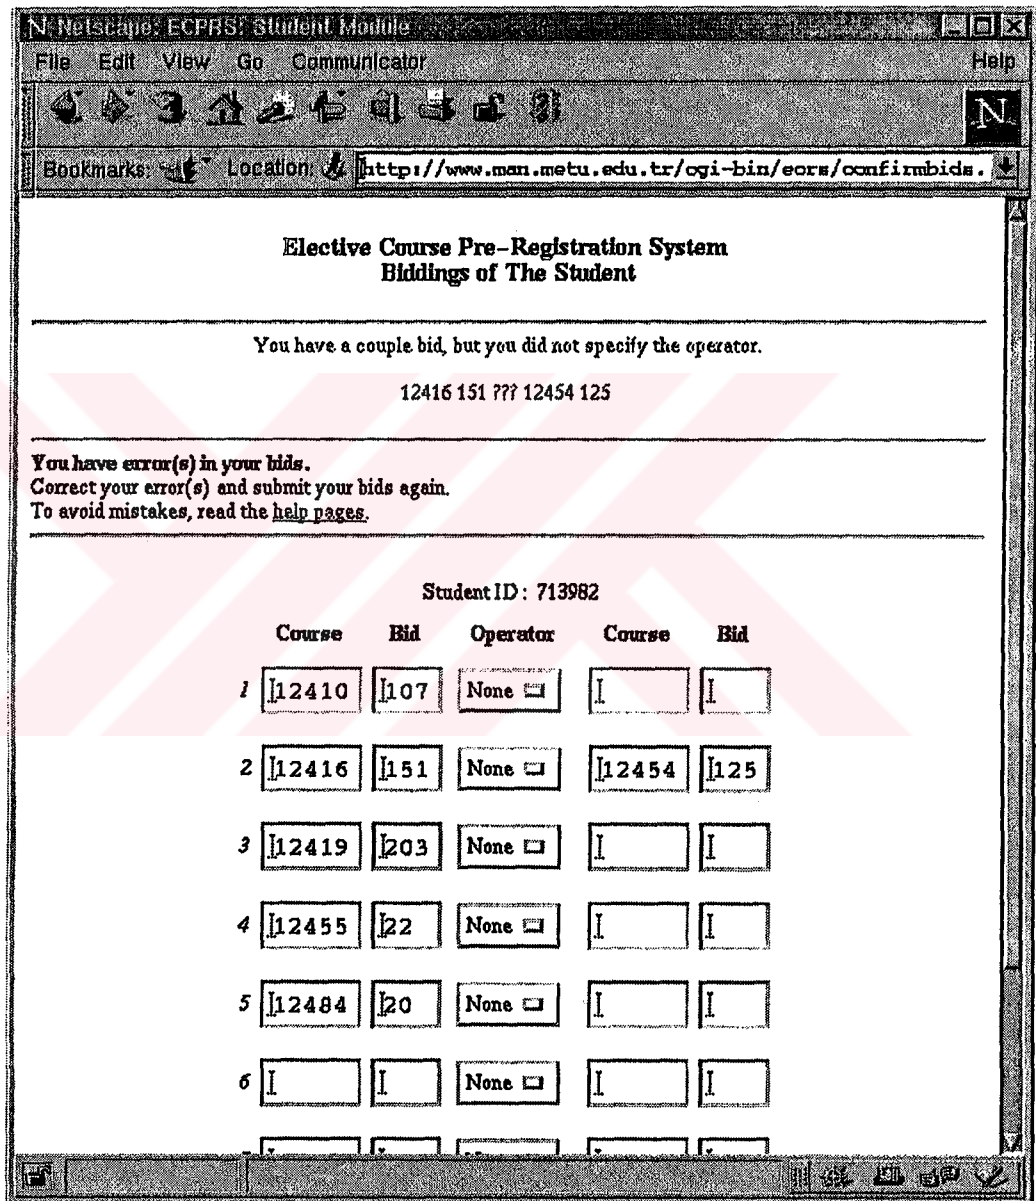 N Netscape: ECPRS: Student Module
File Edit View Go Communicator Help
N
Bookmarks: Location: http://www.man.metu.edu.tr/cgi-bin/ecrs/confirmbids.
Elective Course Pre-Registration System
Biddings of The Student
You have a couple bid, but you did not specify the operator.
12416 151 ??? 12454 125
You have error(s) in your bids.
Correct your error(s) and submit your bids again.
To avoid mistakes, read the help pages.
Student ID : 713982
Course Bid Operator Course Bid
1 12410 107 None
2 12416 151 None 12454 125
3 12419 203 None
4 12455 22 None
5 12484 20 None
6 None